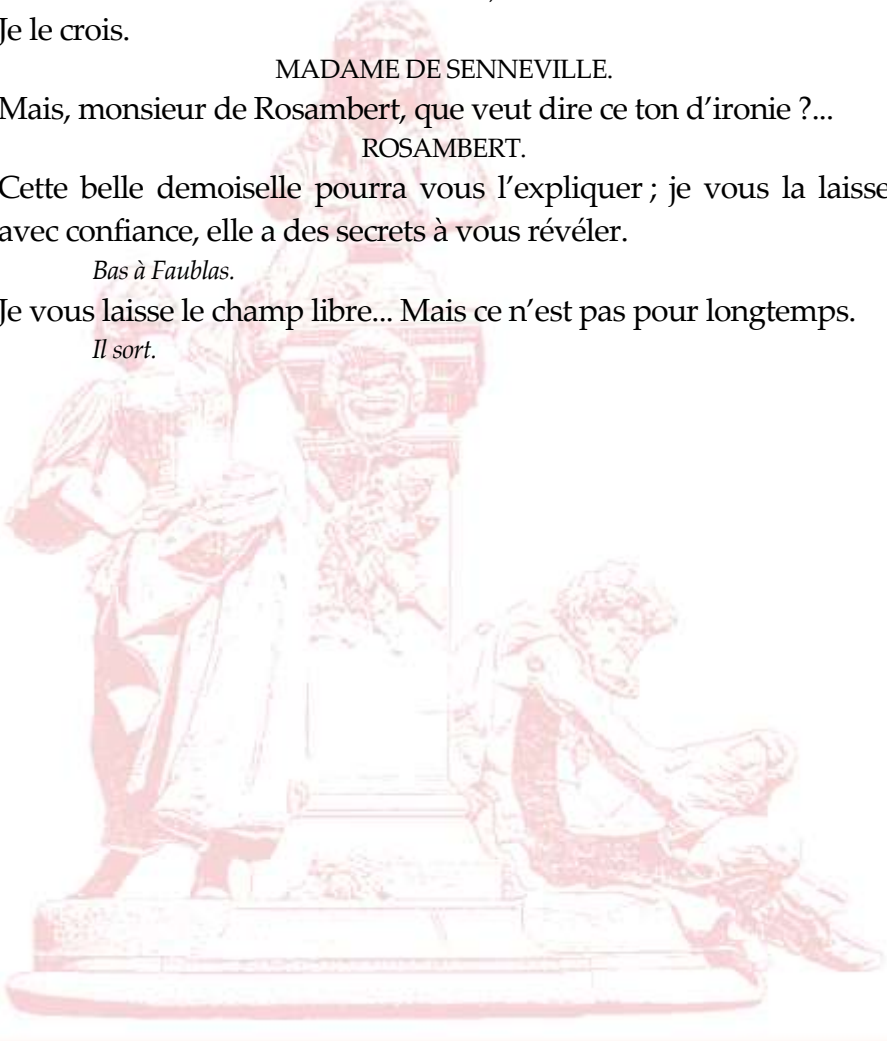 Je le crois.
MADAME DE SENNEVILLE.
Mais, monsieur de Rosambert, que veut dire ce ton d’ironie ?...
ROSAMBERT.
Cette belle demoiselle pourra vous l’expliquer ; je vous la laisse
avec confiance, elle a des secrets à vous révéler.
Bas à Faublas.
Je vous laisse le champ libre... Mais ce n’est pas pour longtemps.
Il sort.